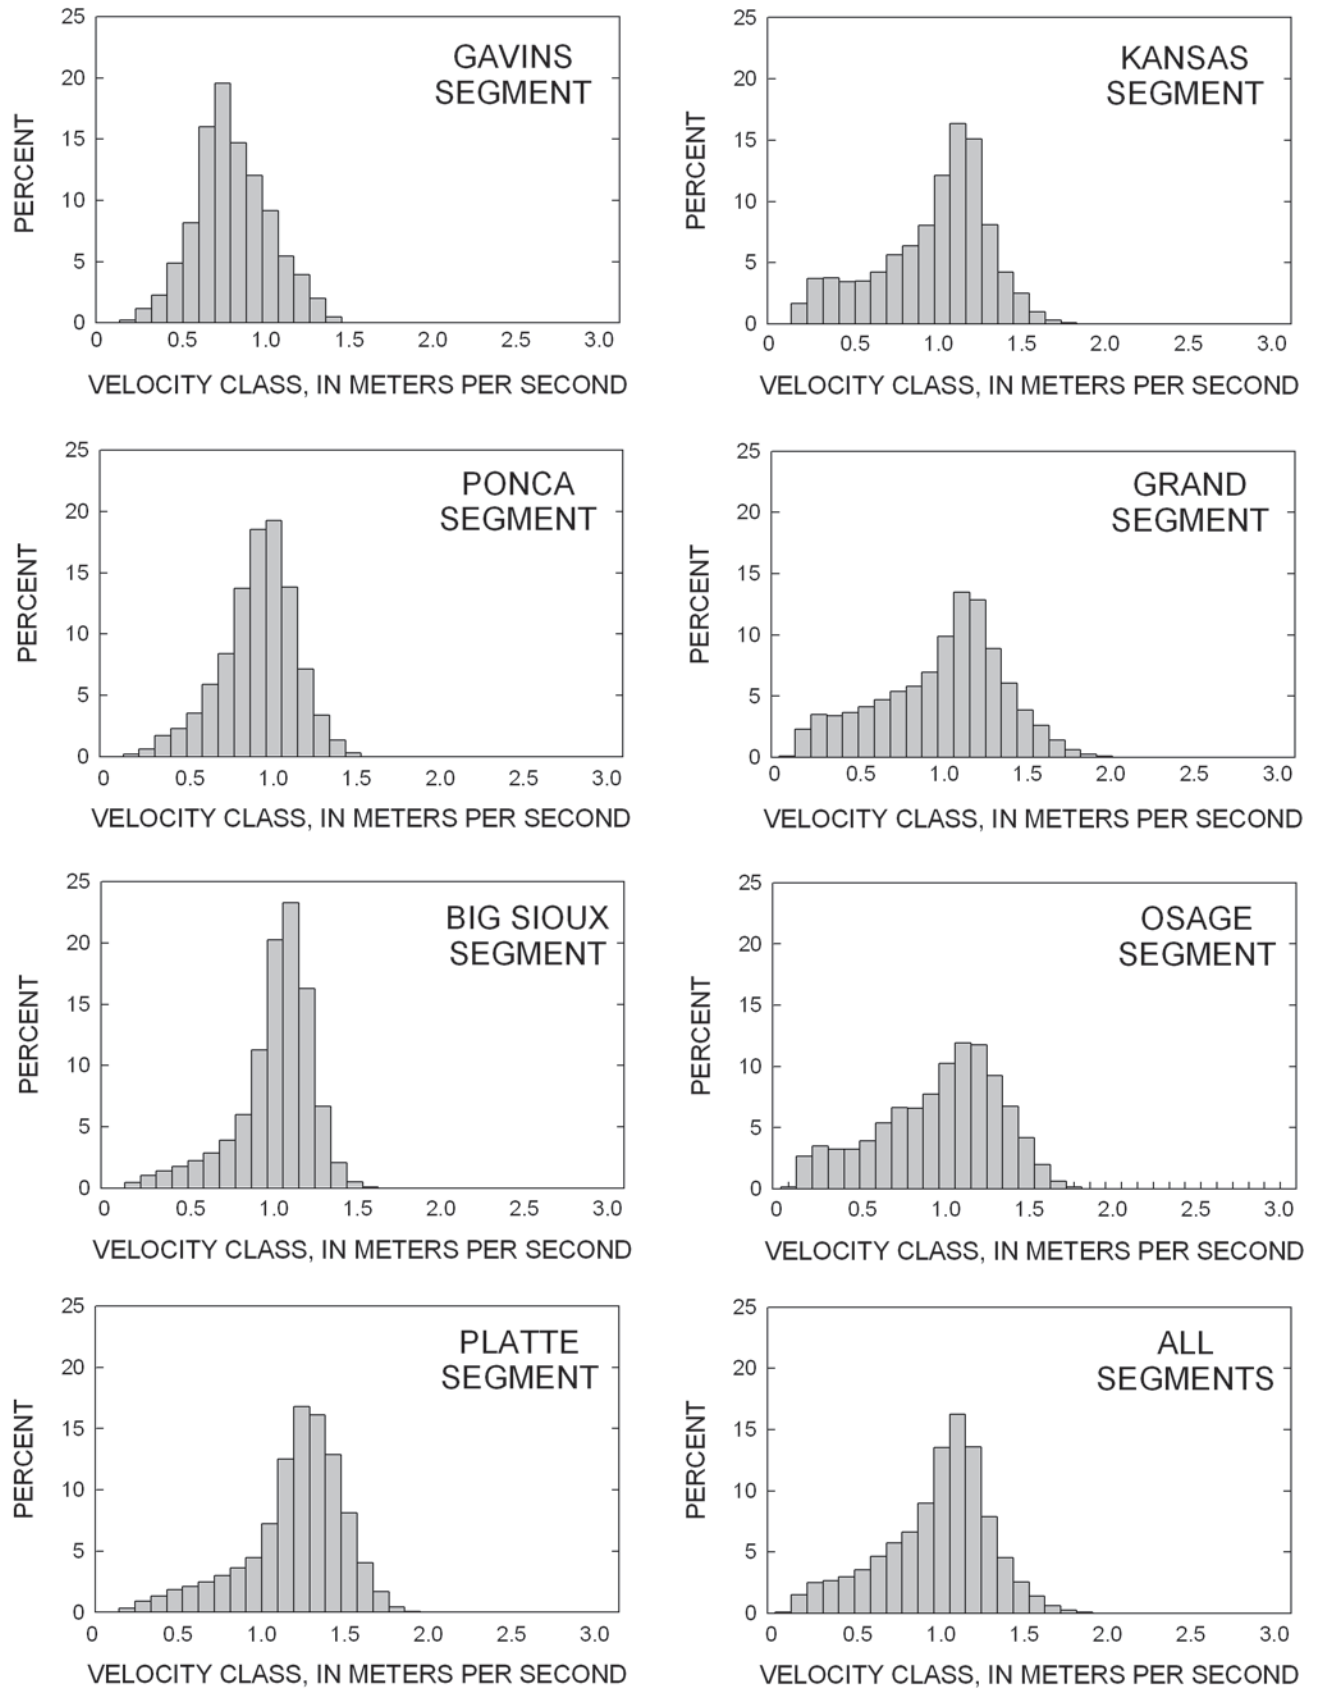 GAVINS
SEGMENT
PERCENT
25
20
15
10
5
0
0 0.5 1.0 1.5 2.0 2.5 3.0
VELOCITY CLASS, IN METERS PER SECOND
KANSAS
SEGMENT
PERCENT
25
20
15
10
5
0
0 0.5 1.0 1.5 2.0 2.5 3.0
VELOCITY CLASS, IN METERS PER SECOND
PONCA
SEGMENT
PERCENT
25
20
15
10
5
0
0 0.5 1.0 1.5 2.0 2.5 3.0
VELOCITY CLASS, IN METERS PER SECOND
GRAND
SEGMENT
PERCENT
25
20
15
10
5
0
0 0.5 1.0 1.5 2.0 2.5 3.0
VELOCITY CLASS, IN METERS PER SECOND
BIG SIOUX
SEGMENT
PERCENT
25
20
15
10
5
0
0 0.5 1.0 1.5 2.0 2.5 3.0
VELOCITY CLASS, IN METERS PER SECOND
OSAGE
SEGMENT
PERCENT
25
20
15
10
5
0
0 0.5 1.0 1.5 2.0 2.5 3.0
VELOCITY CLASS, IN METERS PER SECOND
PLATTE
SEGMENT
PERCENT
25
20
15
10
5
0
0 0.5 1.0 1.5 2.0 2.5 3.0
VELOCITY CLASS, IN METERS PER SECOND
ALL
SEGMENTS
PERCENT
25
20
15
10
5
0
0 0.5 1.0 1.5 2.0 2.5 3.0
VELOCITY CLASS, IN METERS PER SECOND